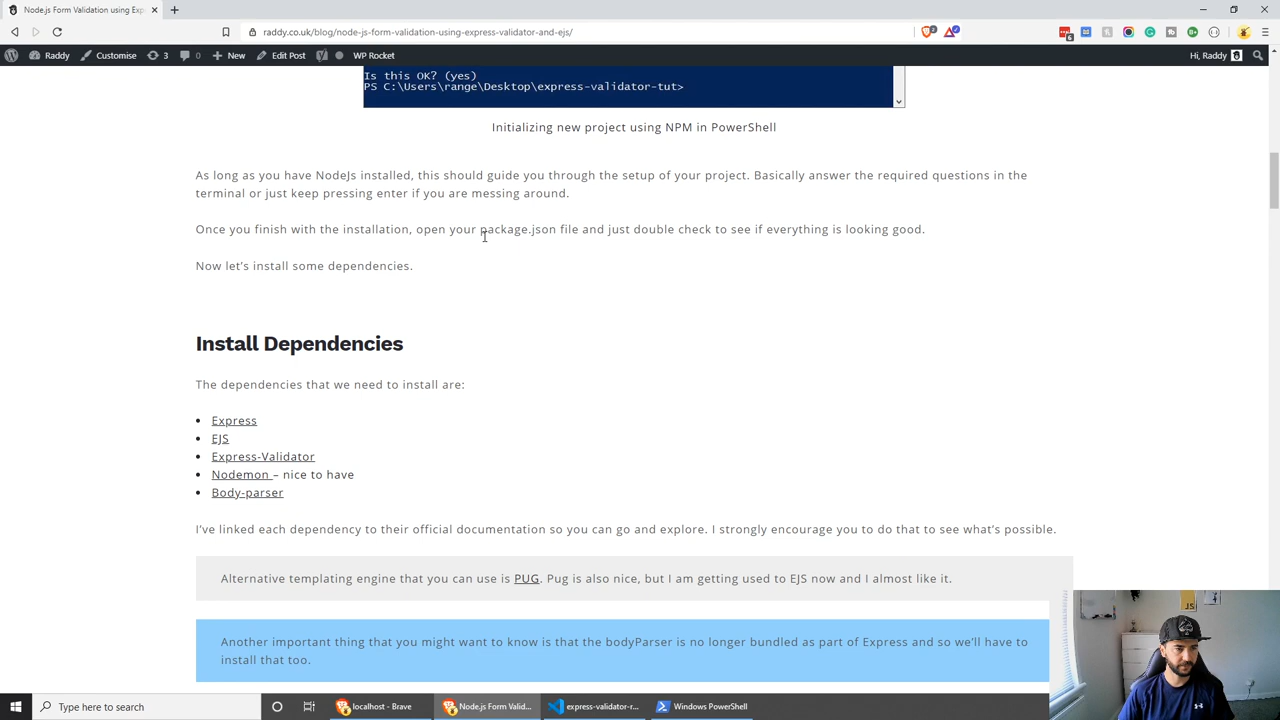 Node.js Form Validation using Exp
raddy.co.uk/blog/node-js-form-validation-using-express-validator-and-ejs/
Raddy Customise 3 0 New Edit Post WP Rocket Hi, Raddy
Is this OK? (yes)
PS C:\Users\range\Desktop\express-validator-tut>
Initializing new project using NPM in PowerShell
As long as you have NodeJs installed, this should guide you through the setup of your project. Basically answer the required questions in the
terminal or just keep pressing enter if you are messing around.
Once you finish with the installation, open your package.json file and just double check to see if everything is looking good.
Now let's install some dependencies.
Install Dependencies
The dependencies that we need to install are:
Express
EJS
Express-Validator
Nodemon – nice to have
Body-parser
I've linked each dependency to their official documentation so you can go and explore. I strongly encourage you to do that to see what's possible.
Alternative templating engine that you can use is PUG. Pug is also nice, but I am getting used to EJS now and I almost like it.
Another important thing that you might want to know is that the bodyParser is no longer bundled as part of Express and so we'll have to
install that too.
JS
Type here to search localhost - Brave Node.js Form Valid... express-validator-r... Windows PowerShell